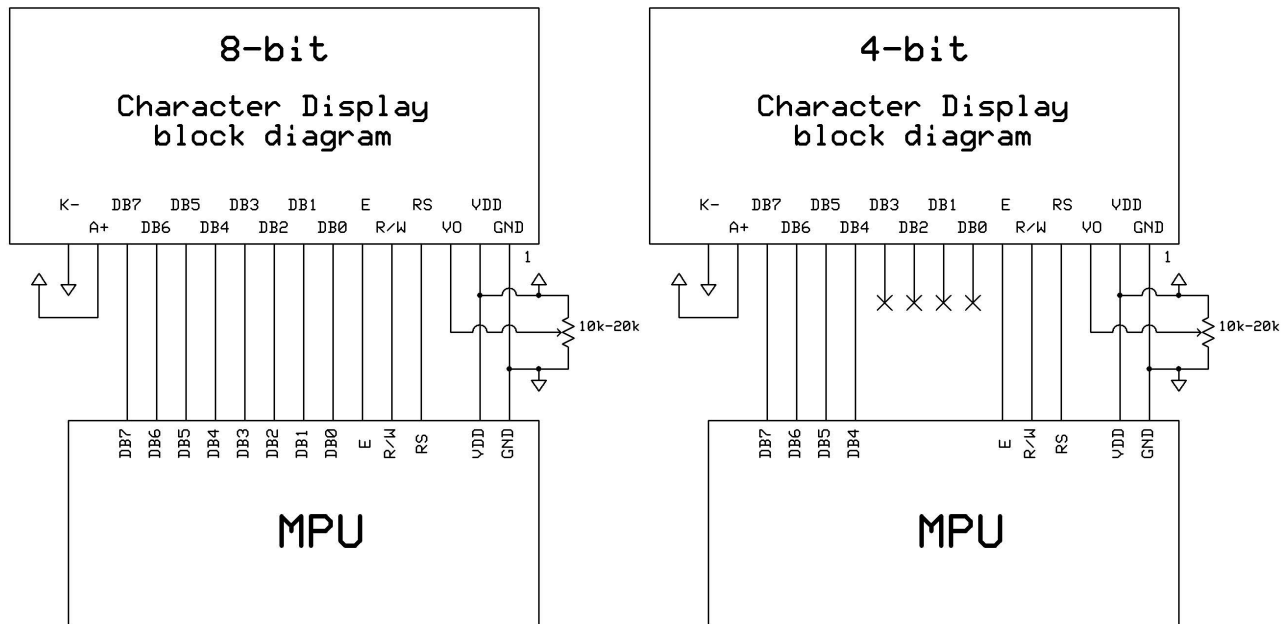 8-bit
Character Display
block diagram
K- DB7 DB5 DB3 DB1 E RS VDD
A+ DB6 DB4 DB2 DB0 R/W VO GND
1
10k-20k
DB7 DB6 DB5 DB4 DB3 DB2 DB1 DB0 E R/W RS VDD GND
MPU
4-bit
Character Display
block diagram
K- DB7 DB5 DB3 DB1 E RS VDD
A+ DB6 DB4 DB2 DB0 R/W VO GND
1
10k-20k
DB7 DB6 DB5 DB4 E R/W RS VDD GND
MPU